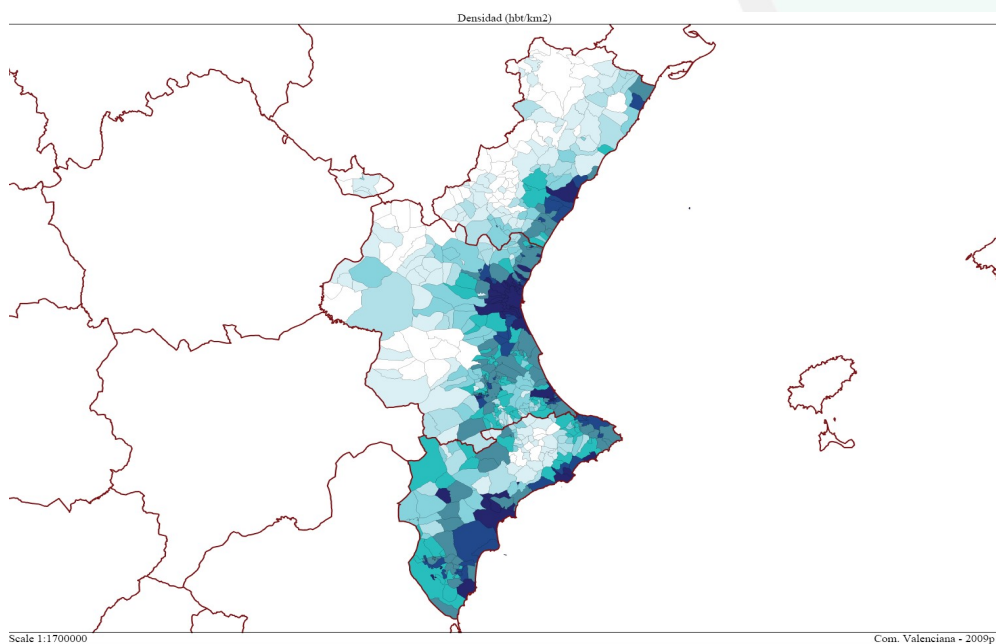 Densidad (hbt/km2)
Scale 1:1700000
Com. Valenciana - 2009p